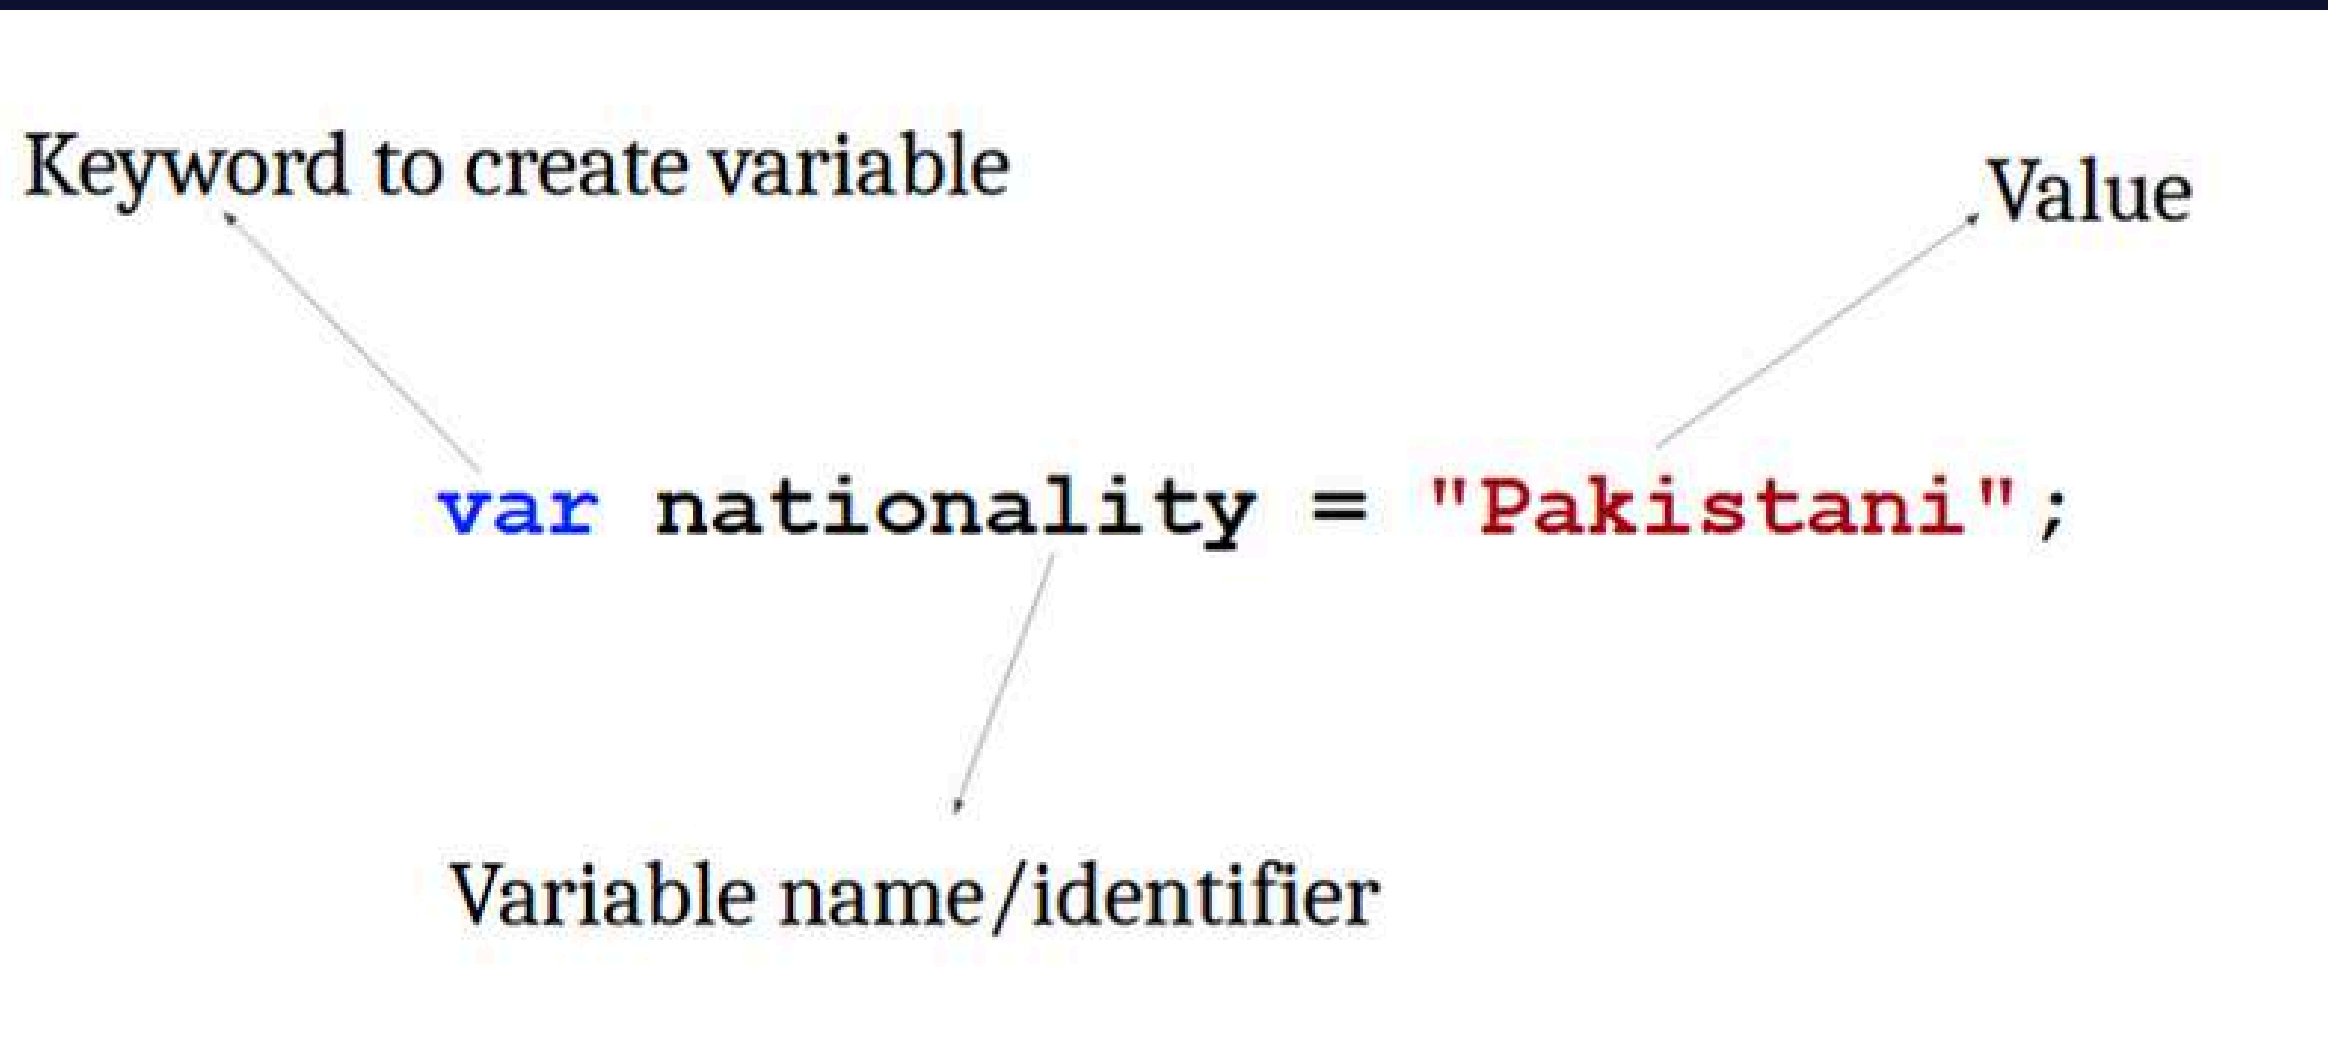 Keyword to create variable
Value
var nationality = "Pakistani";
Variable name/identifier